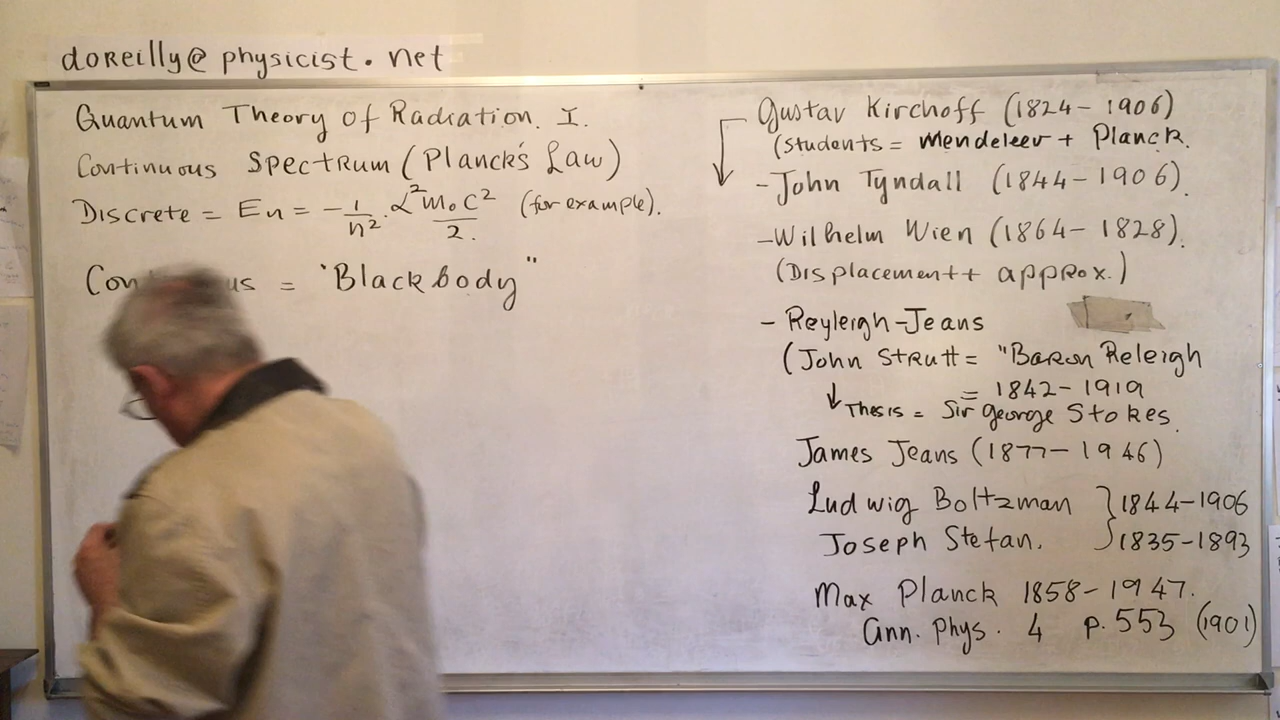 doReilly@physicist.net
Quantum Theory of Radiation. I.
Continuous Spectrum (Planck's Law)
Discrete = En = -1/n². α²m₀c²/2. (for example).
Con us = 'Blackbody"
Gustav Kirchoff (1824-1906)
(students = Mendeleev + Planck.
-John Tyndall (1844-1906).
-Wilhelm Wien (1864-1828).
(Displacement + approx.)
- Reyleigh-Jeans
(John Strutt = "Baron Releigh
= 1842-1919
↓ Thesis = Sir George Stokes.
James Jeans (1877-1946)
Ludwig Boltzman } 1844-1906
Joseph Stefan. } 1835-1893
Max Planck 1858-1947.
Ann. Phys. 4 p.553 (1901)